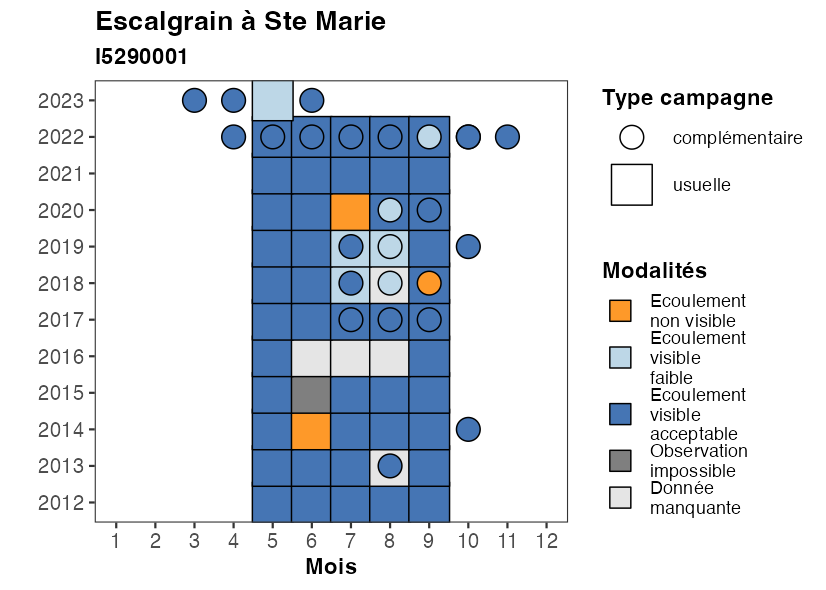 Escalgrain à Ste Marie
I5290001
2023
2022
2021
2020
2019
2018
2017
2016
2015
2014
2013
2012
1 2 3 4 5 6 7 8 9 10 11 12
Mois
Type campagne
complémentaire
usuelle
Modalités
Ecoulement
non visible
Ecoulement
visible
faible
Ecoulement
visible
acceptable
Observation
impossible
Donnée
manquante